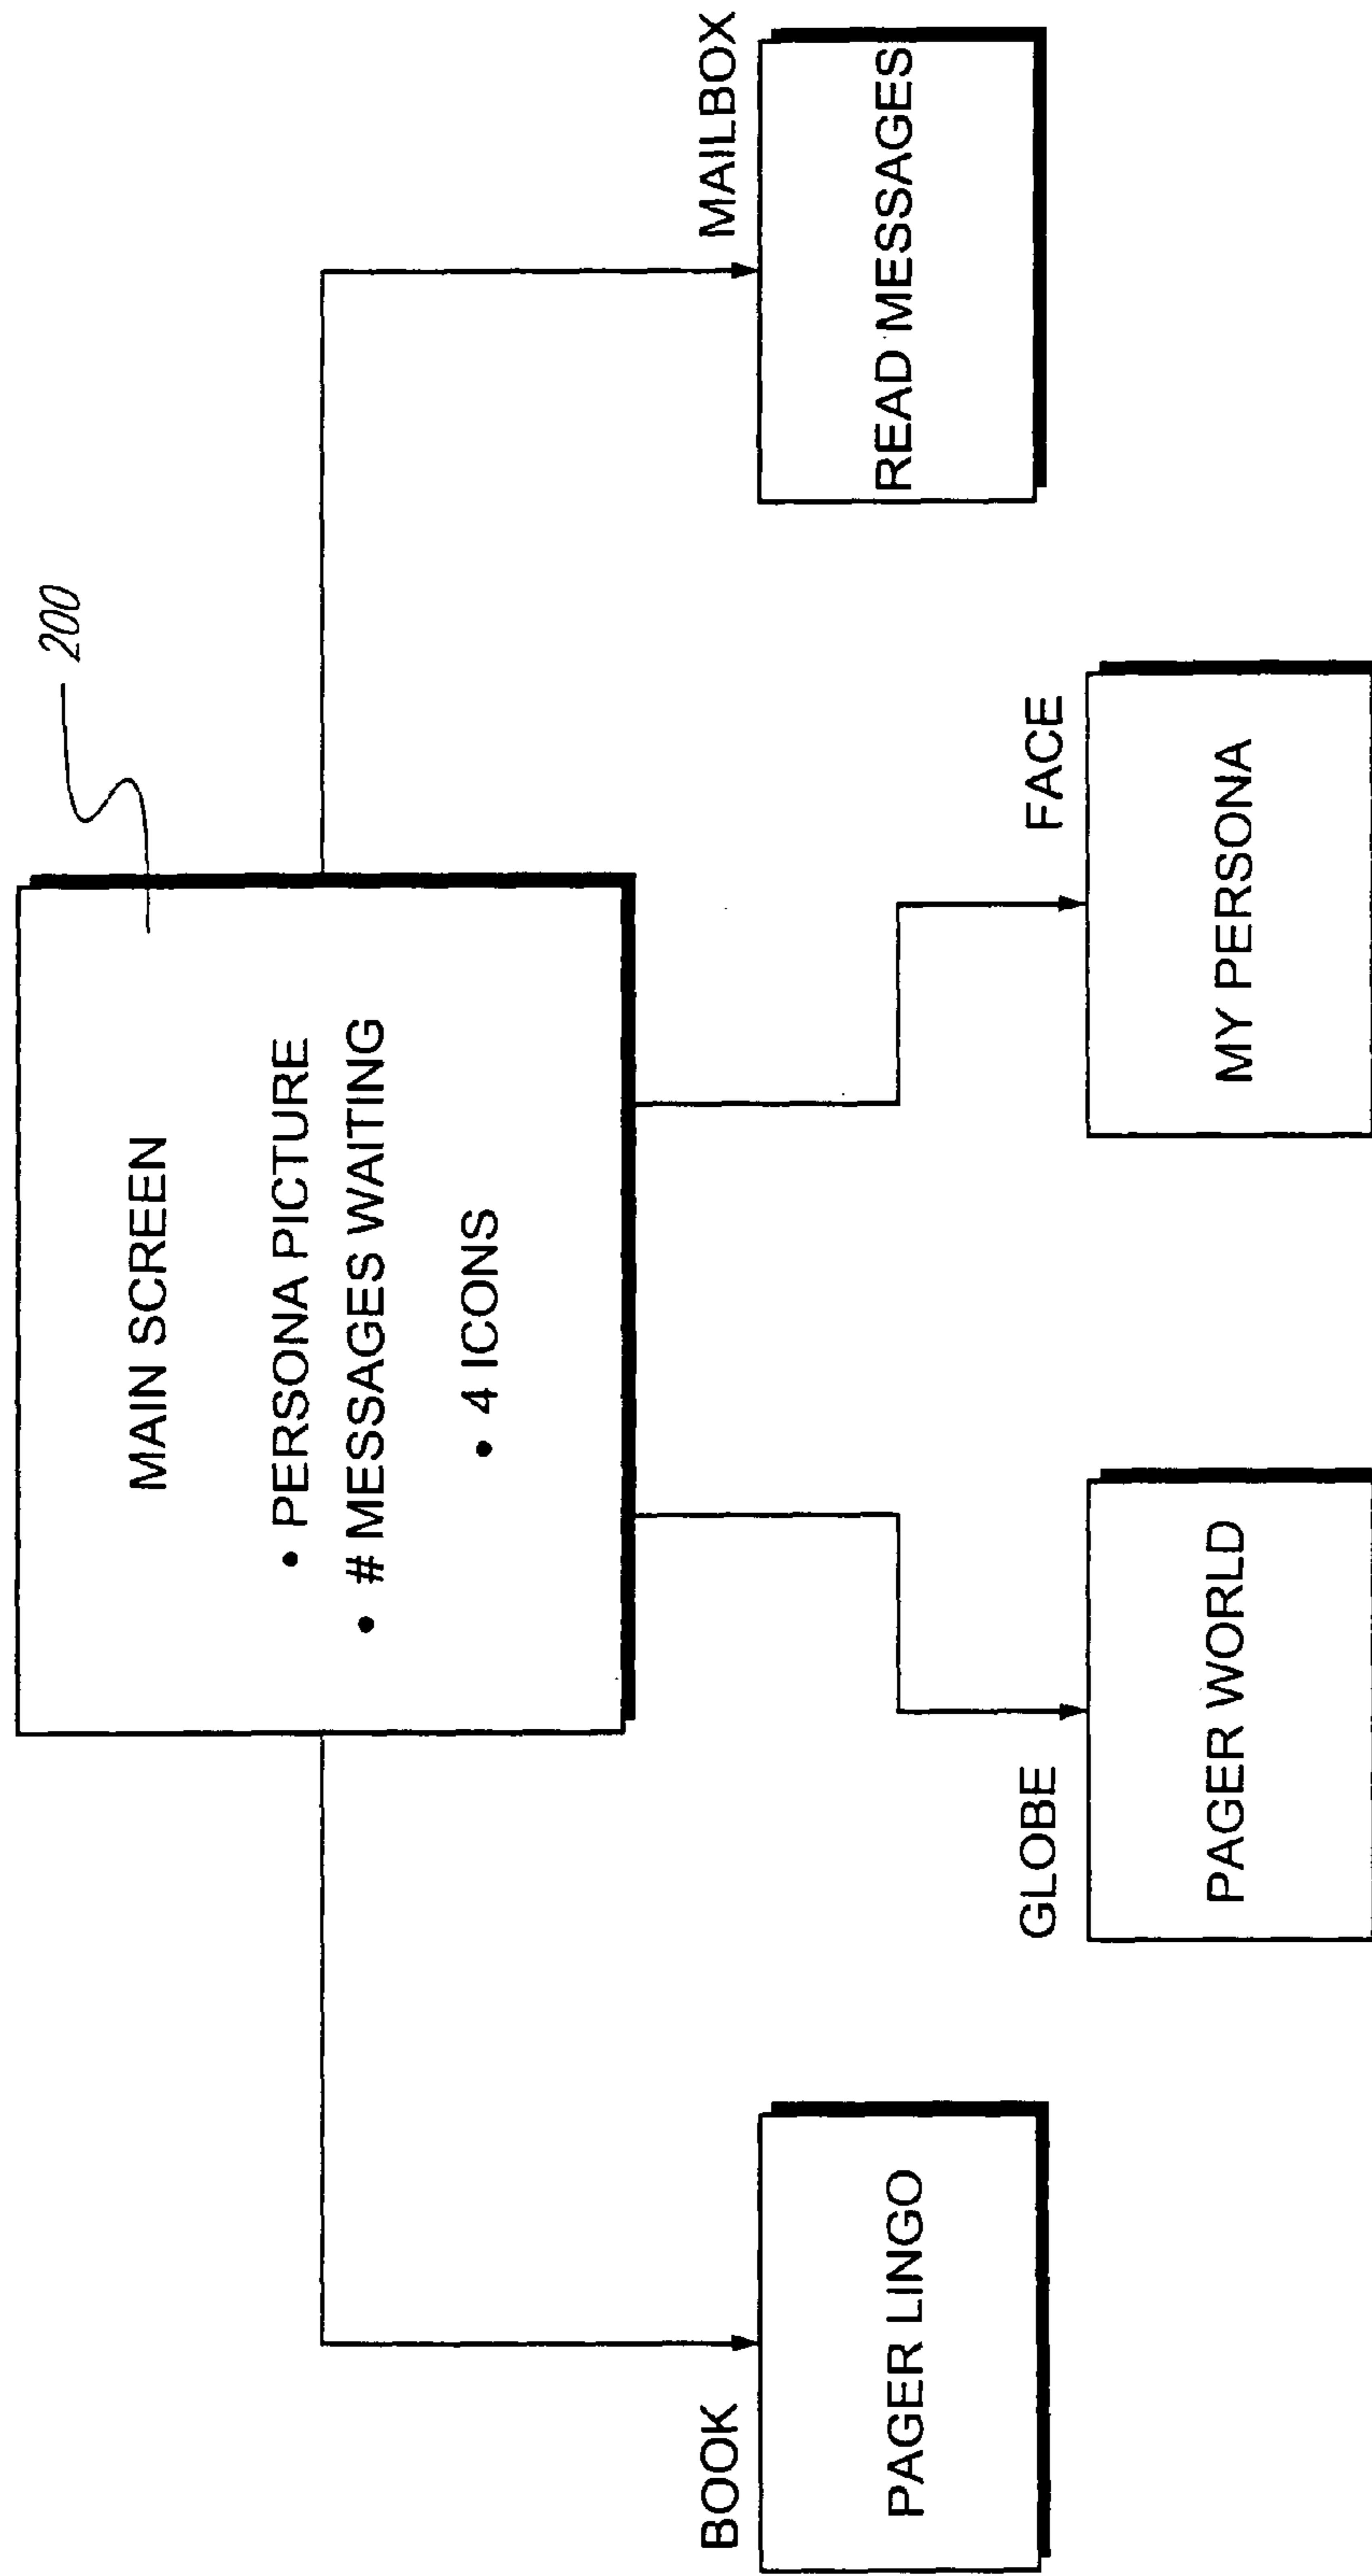 200
MAIN SCREEN
• PERSONA PICTURE
• # MESSAGES WAITING
• 4 ICONS
BOOK
PAGER LINGO
GLOBE
PAGER WORLD
FACE
MY PERSONA
MAILBOX
READ MESSAGES